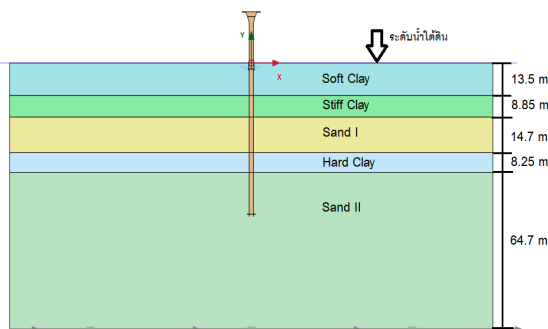 ระดับน้ำใต้ดิน
Y
X
Soft Clay
13.5 m
Stiff Clay
8.85 m
Sand I
14.7 m
Hard Clay
8.25 m
Sand II
64.7 m